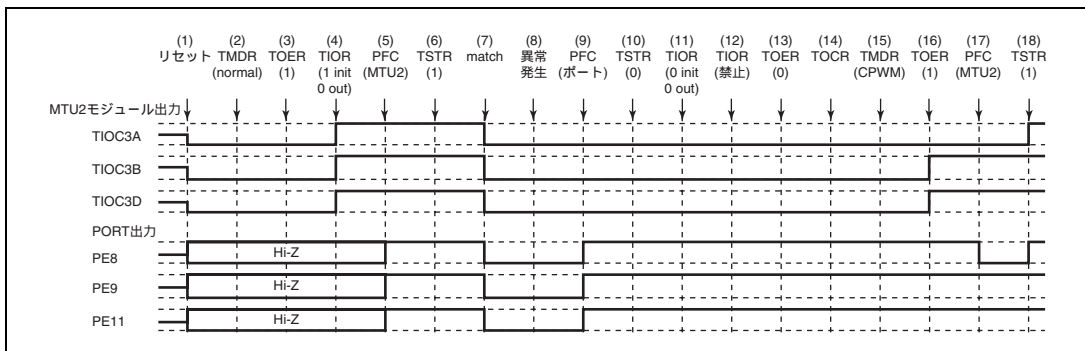 (1) (2) (3) (4) (5) (6) (7) (8) (9) (10) (11) (12) (13) (14) (15) (16) (17) (18)
リセット TMDR TOER TIOR PFC TSTR match 異常 PFC TSTR TIOR TIOR TOER TOCR TMDR TOER PFC TSTR
(normal) (1) (1 init (MTU2) (1) 発生 (ポート) (0) (0 init (禁止) (0) (CPWM) (1) (MTU2) (1)
0 out) 0 out)
MTU2モジュール出力
TIOC3A
TIOC3B
TIOC3D
PORT出力
PE8 Hi-Z
PE9 Hi-Z
PE11 Hi-Z